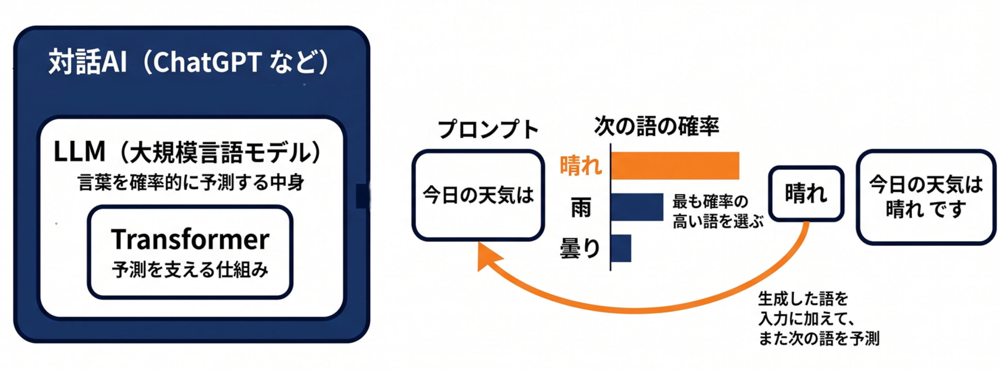 対話AI（ChatGPT など）
LLM（大規模言語モデル）
言葉を確率的に予測する中身
Transformer
予測を支える仕組み
プロンプト
今日の天気は
次の語の確率
晴れ
雨
曇り
最も確率の
高い語を選ぶ
晴れ
今日の天気は
晴れ です
生成した語を
入力に加えて、
また次の語を予測